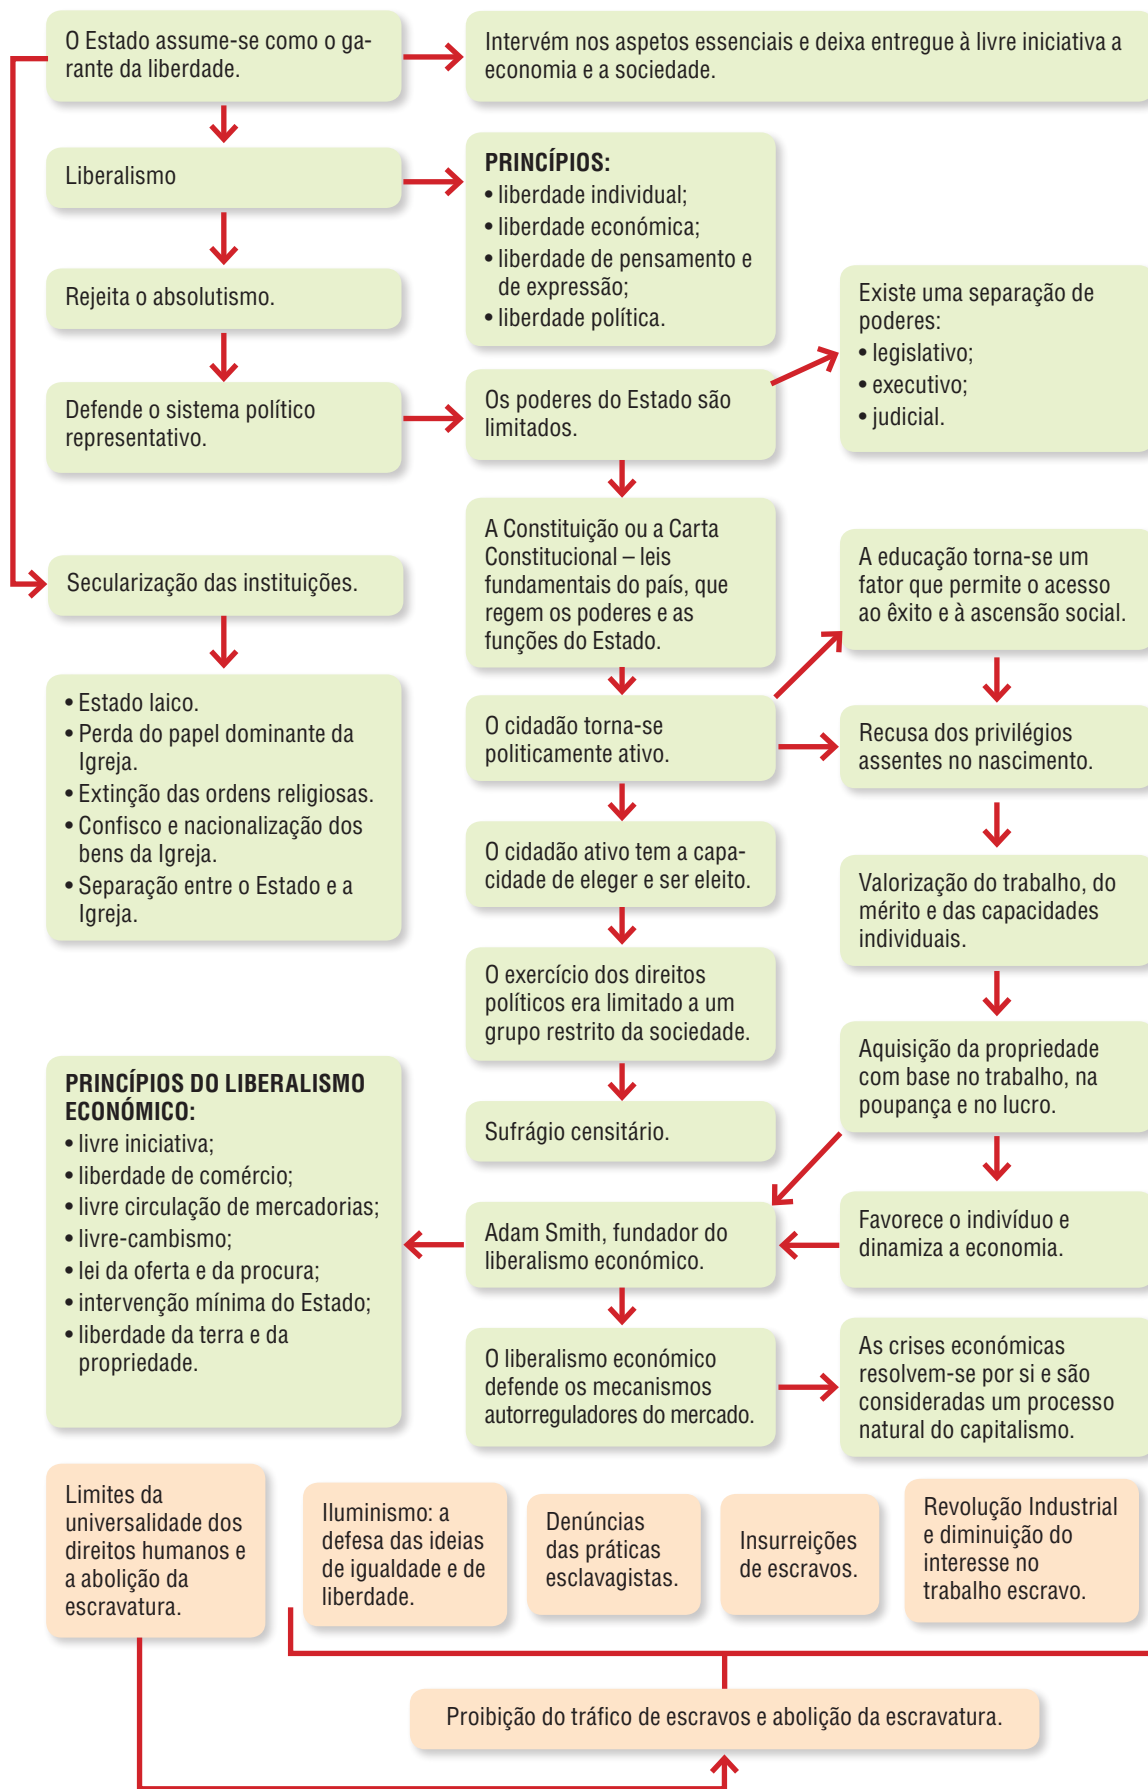 O Estado assume-se como o ga-
rante da liberdade.
Intervém nos aspetos essenciais e deixa entregue à livre iniciativa a
economia e a sociedade.
Liberalismo
PRINCÍPIOS:
• liberdade individual;
• liberdade económica;
• liberdade de pensamento e
de expressão;
• liberdade política.
Rejeita o absolutismo.
Existe uma separação de
poderes:
• legislativo;
• executivo;
• judicial.
Defende o sistema político
representativo.
Os poderes do Estado são
limitados.
A Constituição ou a Carta
Constitucional – leis
fundamentais do país, que
regem os poderes e as
funções do Estado.
A educação torna-se um
fator que permite o acesso
ao êxito e à ascensão social.
Secularização das instituições.
• Estado laico.
• Perda do papel dominante da
Igreja.
• Extinção das ordens religiosas.
• Confisco e nacionalização dos
bens da Igreja.
• Separação entre o Estado e a
Igreja.
O cidadão torna-se
politicamente ativo.
Recusa dos privilégios
assentes no nascimento.
O cidadão ativo tem a capa-
cidade de eleger e ser eleito.
Valorização do trabalho, do
mérito e das capacidades
individuais.
O exercício dos direitos
políticos era limitado a um
grupo restrito da sociedade.
Aquisição da propriedade
com base no trabalho, na
poupança e no lucro.
PRINCÍPIOS DO LIBERALISMO
ECONÓMICO:
• livre iniciativa;
• liberdade de comércio;
• livre circulação de mercadorias;
• livre-cambismo;
• lei da oferta e da procura;
• intervenção mínima do Estado;
• liberdade da terra e da
propriedade.
Sufrágio censitário.
Adam Smith, fundador do
liberalismo económico.
Favorece o indivíduo e
dinamiza a economia.
O liberalismo económico
defende os mecanismos
autorreguladores do mercado.
As crises económicas
resolvem-se por si e são
consideradas um processo
natural do capitalismo.
Limites da
universalidade dos
direitos humanos e
a abolição da
escravatura.
Iluminismo: a
defesa das ideias
de igualdade e de
liberdade.
Denúncias
das práticas
esclavagistas.
Insurreições
de escravos.
Revolução Industrial
e diminuição do
interesse no
trabalho escravo.
Proibição do tráfico de escravos e abolição da escravatura.